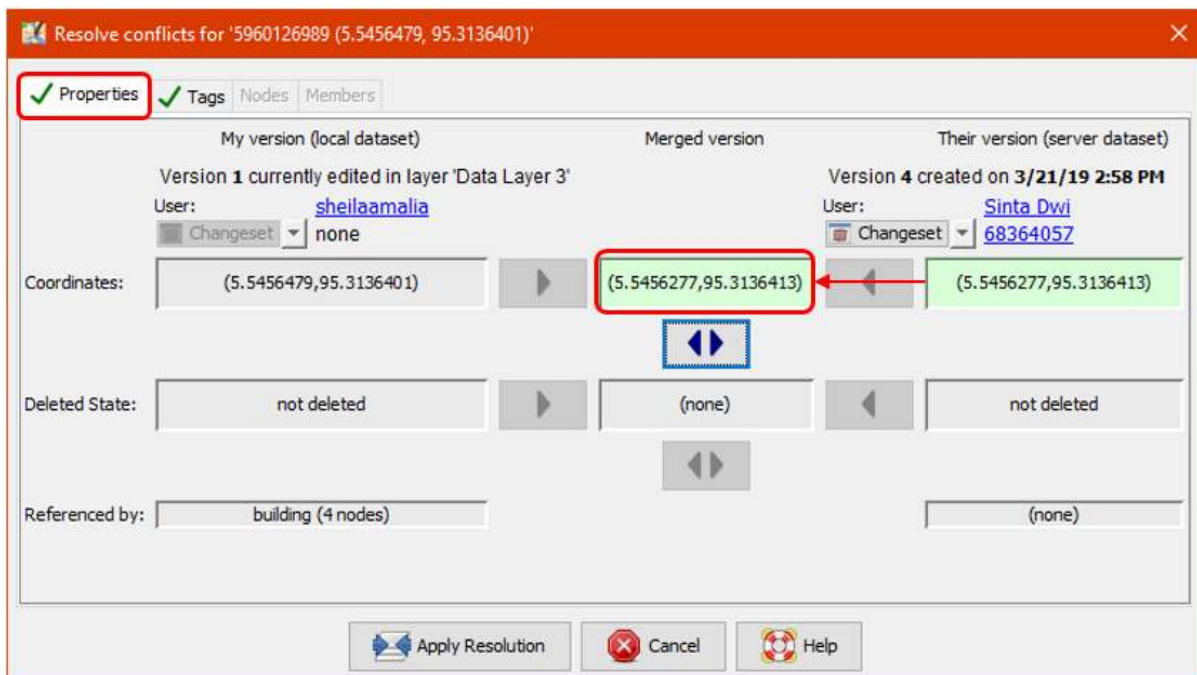 Resolve conflicts for '5960126989 (5.5456479, 95.3136401)'
Properties Tags Nodes Members
My version (local dataset) Merged version Their version (server dataset)
Version 1 currently edited in layer 'Data Layer 3' Version 4 created on 3/21/19 2:58 PM
User: sheilaamalia User: Sinta Dwi
Changeset none Changeset 68364057
Coordinates: (5.5456479,95.3136401) (5.5456277,95.3136413) (5.5456277,95.3136413)
Deleted State: not deleted (none) not deleted
Referenced by: building (4 nodes) (none)
Apply Resolution Cancel Help